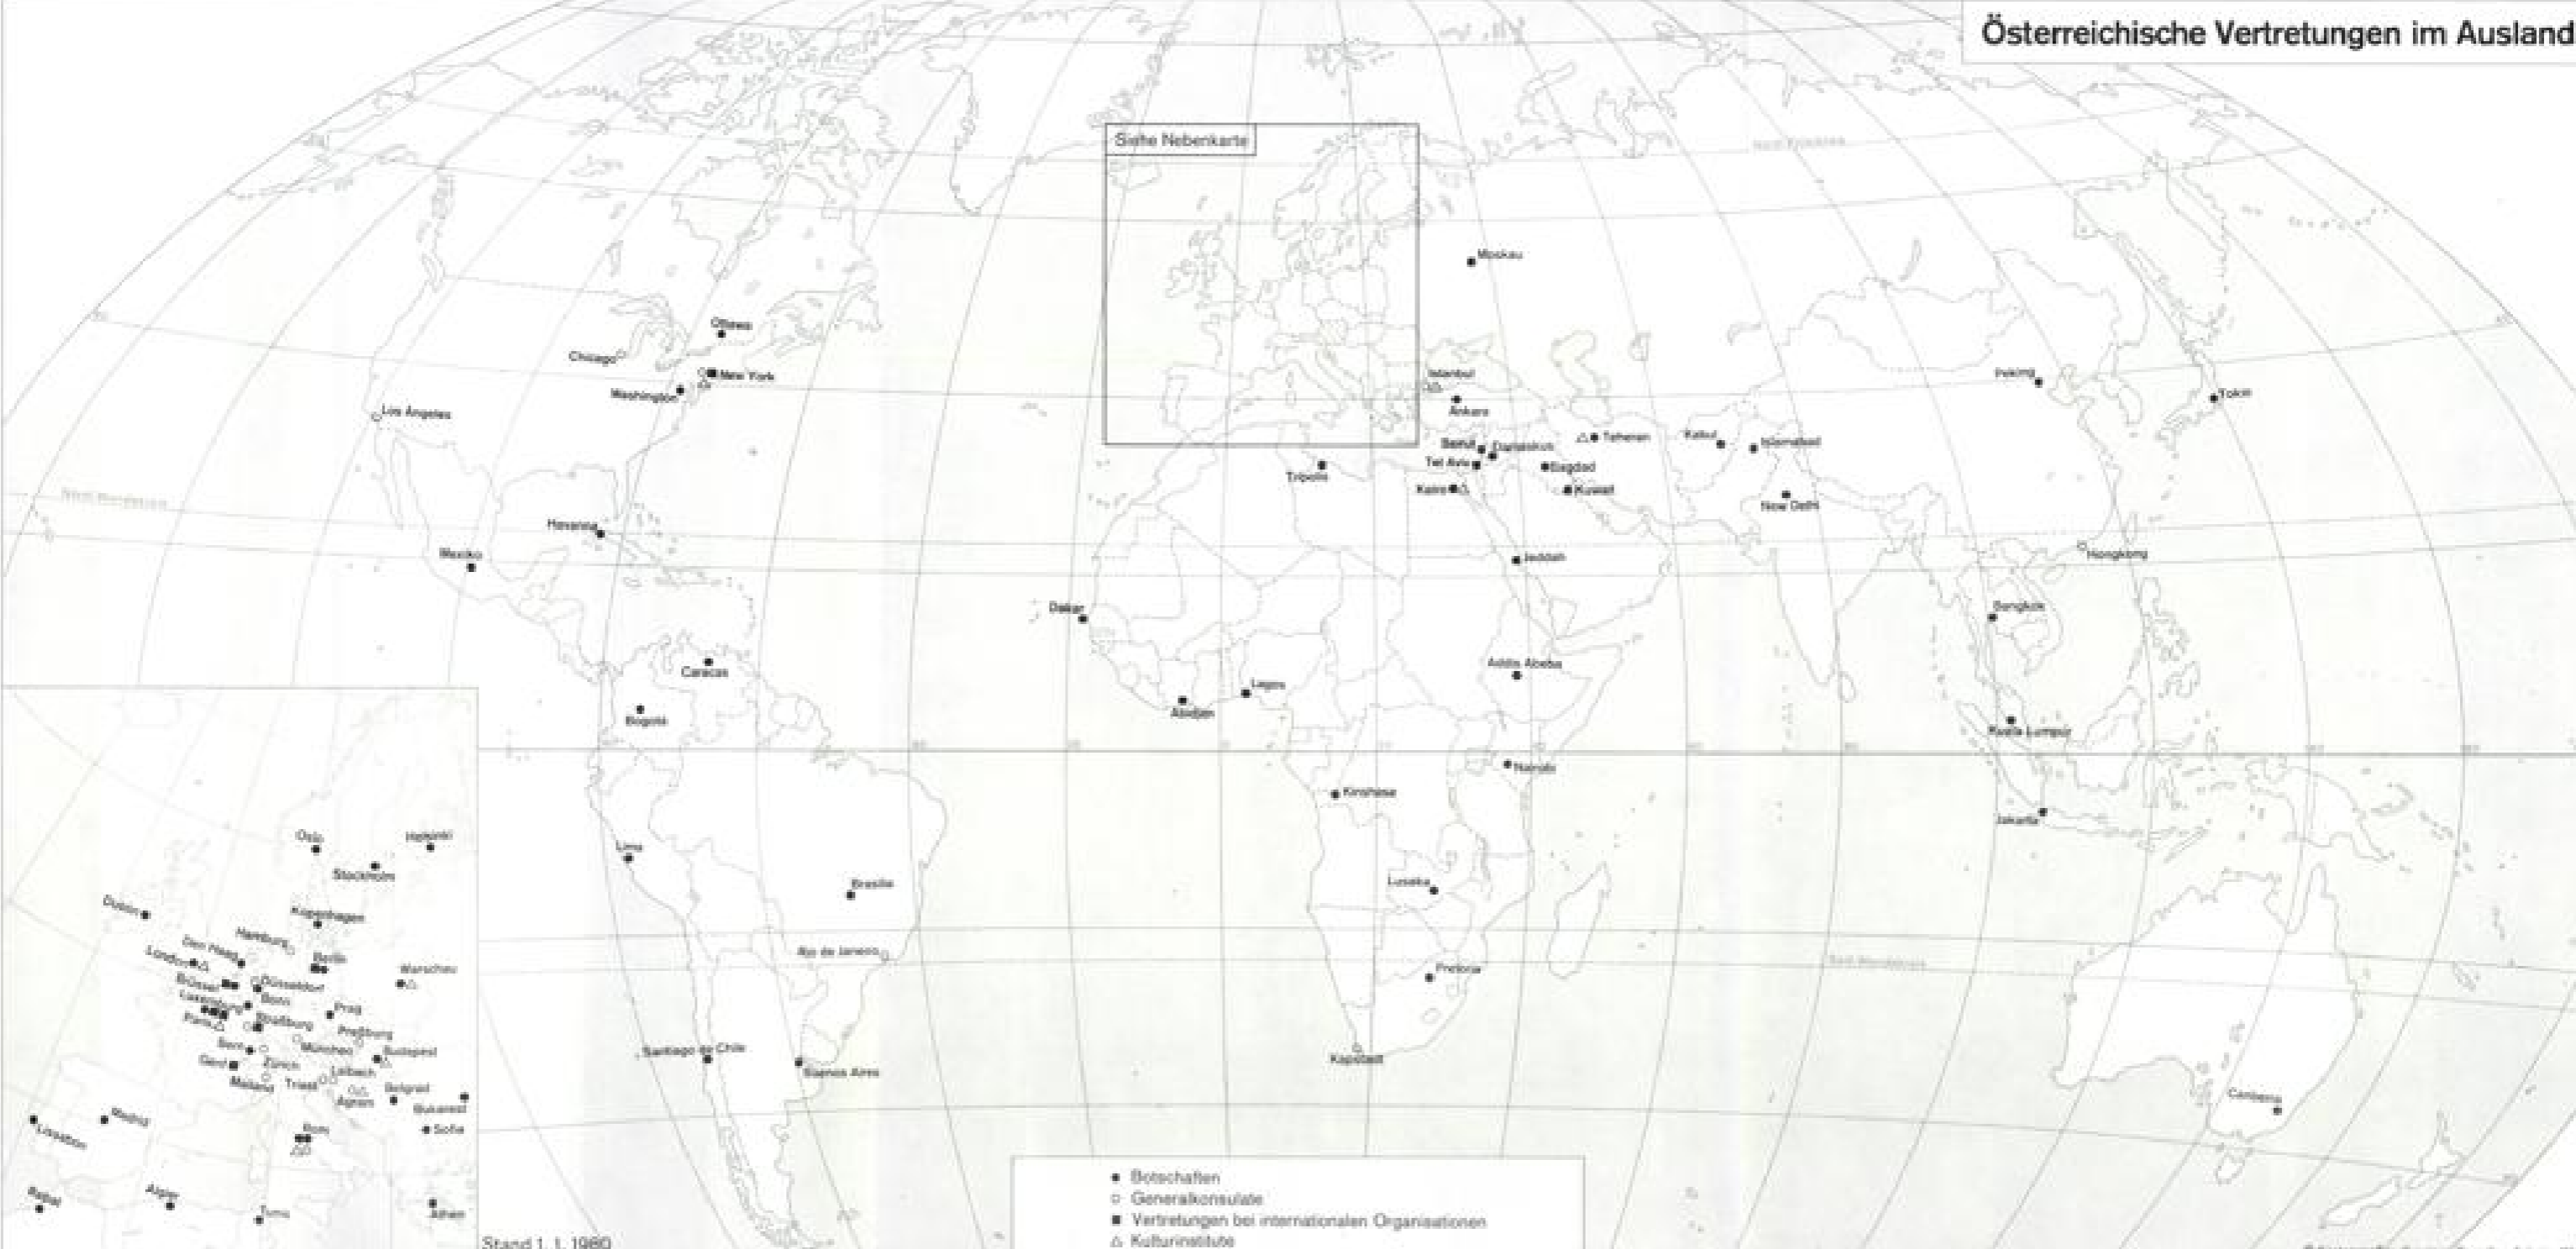 Österreichische Vertretungen im Ausland
Siehe Nebenkarte
Moskau
Ottawa
Chicago
New York
Washington
Los Angeles
Istanbul
Ankara
Beirut
Damaskus
Tel Aviv
Teheran
Kabul
Islamabad
Bagdad
Kairo
Kuwait
Tripolis
New Delhi
Peking
Tokio
Hongkong
Havanna
Mexiko
Jeddah
Dakar
Bangkok
Caracas
Bogotá
Addis Abeba
Lagos
Abidjan
Kuala Lumpur
Nairobi
Kinshasa
Jakarta
Lima
Brasilia
Lusaka
Rio de Janeiro
Pretoria
Santiago de Chile
Buenos Aires
Kapstadt
Canberra
Oslo
Helsinki
Stockholm
Dublin
Kopenhagen
Hamburg
Den Haag
London
Berlin
Warschau
Brüssel
Düsseldorf
Luxemburg
Bonn
Prag
Paris
Straßburg
Preßburg
Bern
München
Budapest
Genf
Zürich
Laibach
Mailand
Triest
Agram
Belgrad
Bukarest
Sofia
Madrid
Lissabon
Rom
Rabat
Algier
Tunis
Athen
Botschaften
Generalkonsulate
Vertretungen bei internationalen Organisationen
Kulturinstitute
Stand 1. 1. 1980